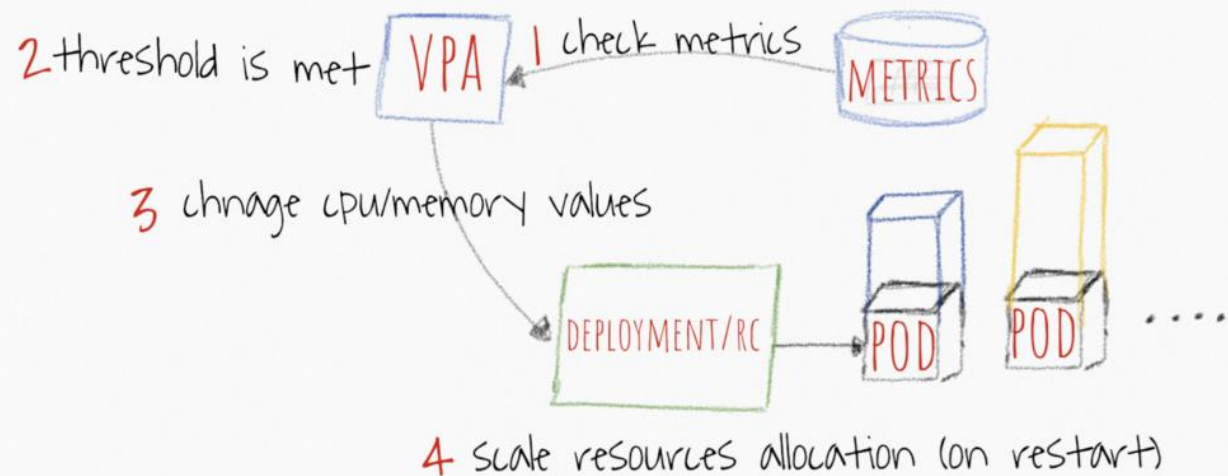 1 check metrics
METRICS
2 threshold is met
VPA
3 chnage cpu/memory values
DEPLOYMENT/RC
POD
POD
....
4 scale resources allocation (on restart)